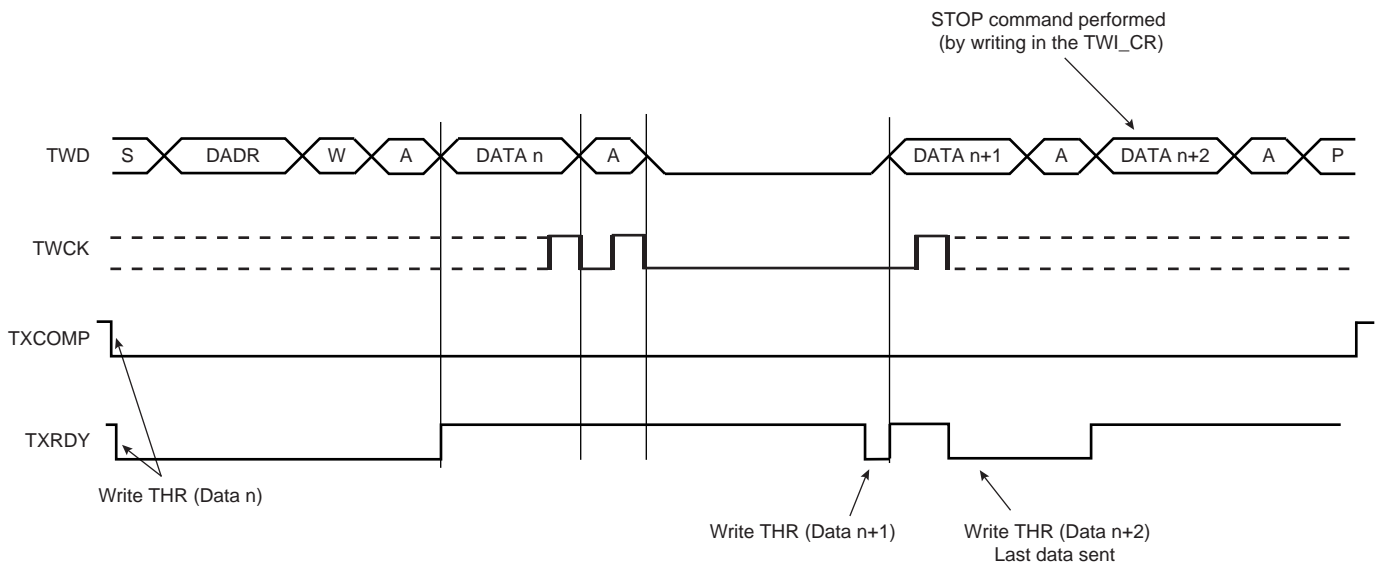 STOP command performed
(by writing in the TWI_CR)
TWD S DADR W A DATA n A DATA n+1 A DATA n+2 A P
TWCK
TXCOMP
TXRDY
Write THR (Data n)
Write THR (Data n+1) Write THR (Data n+2)
Last data sent